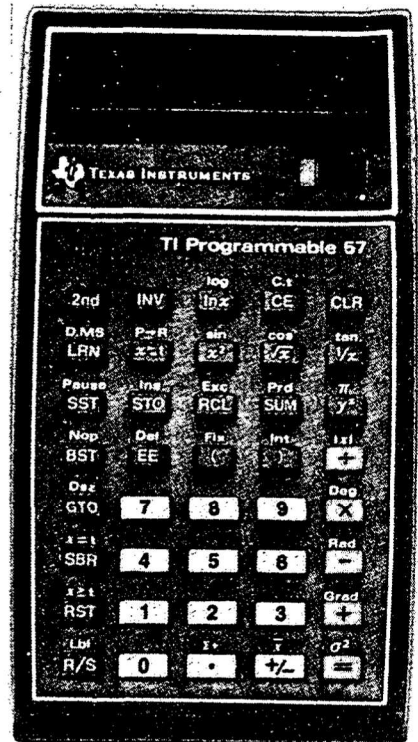 TEXAS INSTRUMENTS
TI Programmable 57
log C.t
2nd INV lnx CE CLR
D.MS P→R sin cos tan
LRN x⇄t x² √x 1/x
Pause Ins Exc Prd π
SST STO RCL SUM yˣ
Nop Del Fix Int |x|
BST EE ( ) ÷
Dsz Deg
GTO 7 8 9 ×
x=t Rad
SBR 4 5 6 −
x≥t Grad
RST 1 2 3 +
Lbl Σ+ x̄ σ²
R/S 0 . +/− =